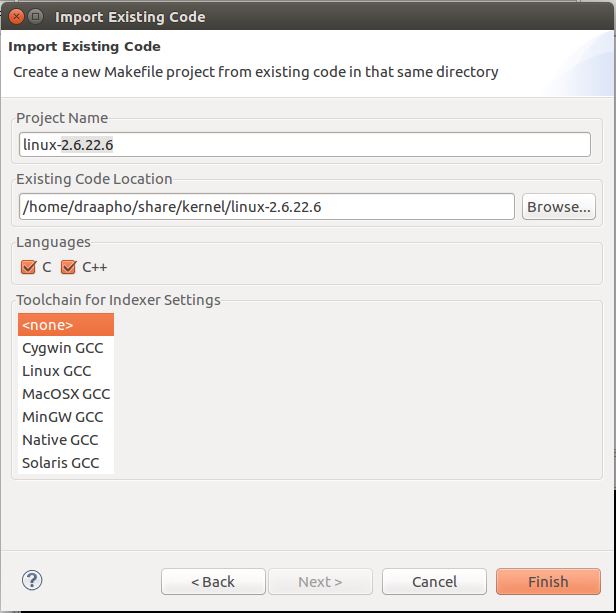 Import Existing Code
Import Existing Code
Create a new Makefile project from existing code in that same directory
Project Name
linux-2.6.22.6
Existing Code Location
/home/draapho/share/kernel/linux-2.6.22.6 Browse...
Languages
C C++
Toolchain for Indexer Settings
<none>
Cygwin GCC
Linux GCC
MacOSX GCC
MinGW GCC
Native GCC
Solaris GCC
? < Back Next > Cancel Finish